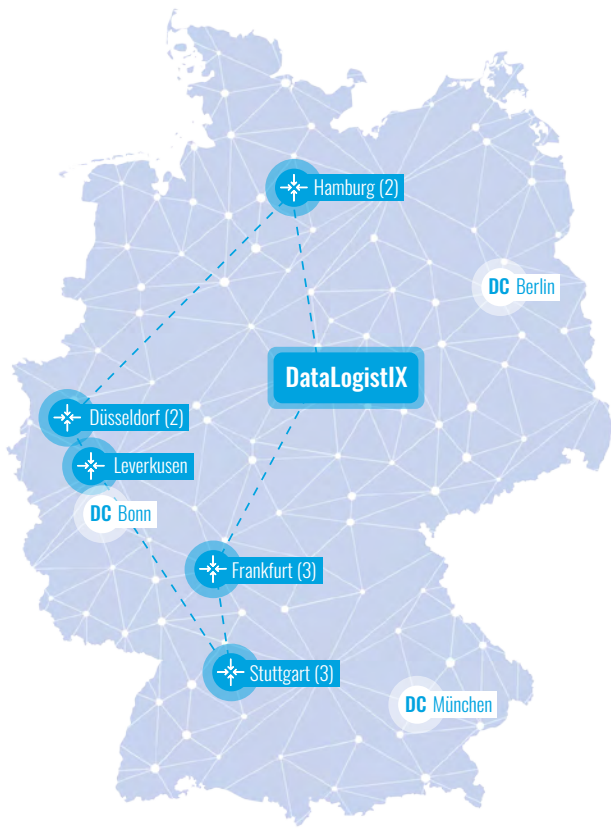 Hamburg (2)
DC Berlin
DataLogistIX
Düsseldorf (2)
Leverkusen
DC Bonn
Frankfurt (3)
Stuttgart (3)
DC München